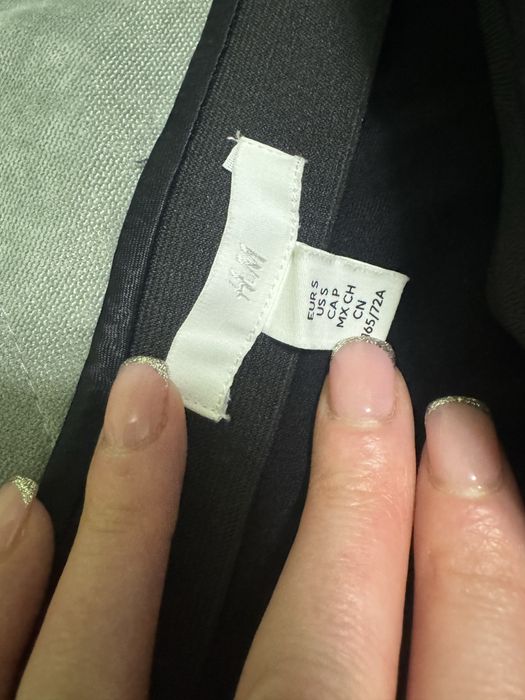 H&M
EUR S
US S
CA P
MX CH
CN
165/72A